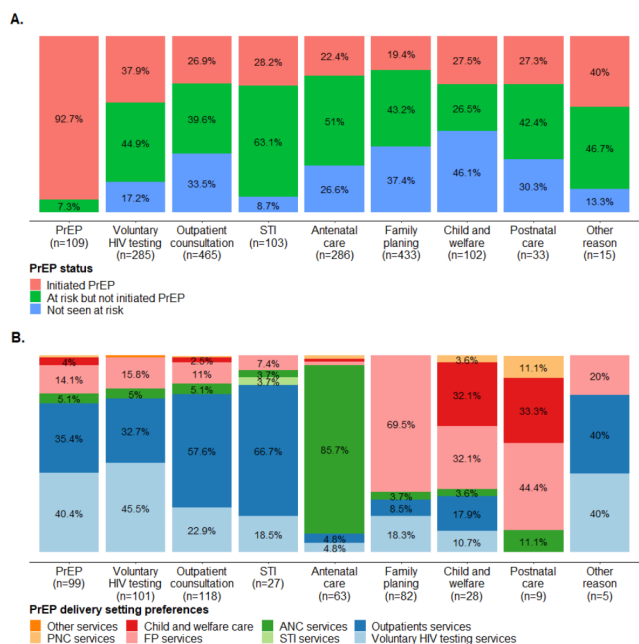 A.
92.7%
7.3%
37.9%
44.9%
17.2%
26.9%
39.6%
33.5%
28.2%
63.1%
8.7%
22.4%
51%
26.6%
19.4%
43.2%
37.4%
27.5%
26.5%
46.1%
27.3%
42.4%
30.3%
40%
46.7%
13.3%
PrEP
(n=109)
Voluntary
HIV testing
(n=285)
Outpatient
counsultation
(n=465)
STI
(n=103)
Antenatal
care
(n=286)
Family
planing
(n=433)
Child and
welfare
(n=102)
Postnatal
care
(n=33)
Other
reason
(n=15)
PrEP status
Initiated PrEP
At risk but not initiated PrEP
Not seen at risk
B.
4%
14.1%
5.1%
35.4%
40.4%
15.8%
5%
32.7%
45.5%
2.5%
11%
5.1%
57.6%
22.9%
7.4%
3.7%
3.7%
66.7%
18.5%
85.7%
4.8%
4.8%
69.5%
3.7%
8.5%
18.3%
3.6%
32.1%
32.1%
3.6%
17.9%
10.7%
11.1%
33.3%
44.4%
11.1%
20%
40%
40%
PrEP
(n=99)
Voluntary
HIV testing
(n=101)
Outpatient
counsultation
(n=118)
STI
(n=27)
Antenatal
care
(n=63)
Family
planing
(n=82)
Child and
welfare
(n=28)
Postnatal
care
(n=9)
Other
reason
(n=5)
PrEP delivery setting preferences
Other services
Child and welfare care
ANC services
Outpatients services
PNC services
FP services
STI services
Voluntary HIV testing services